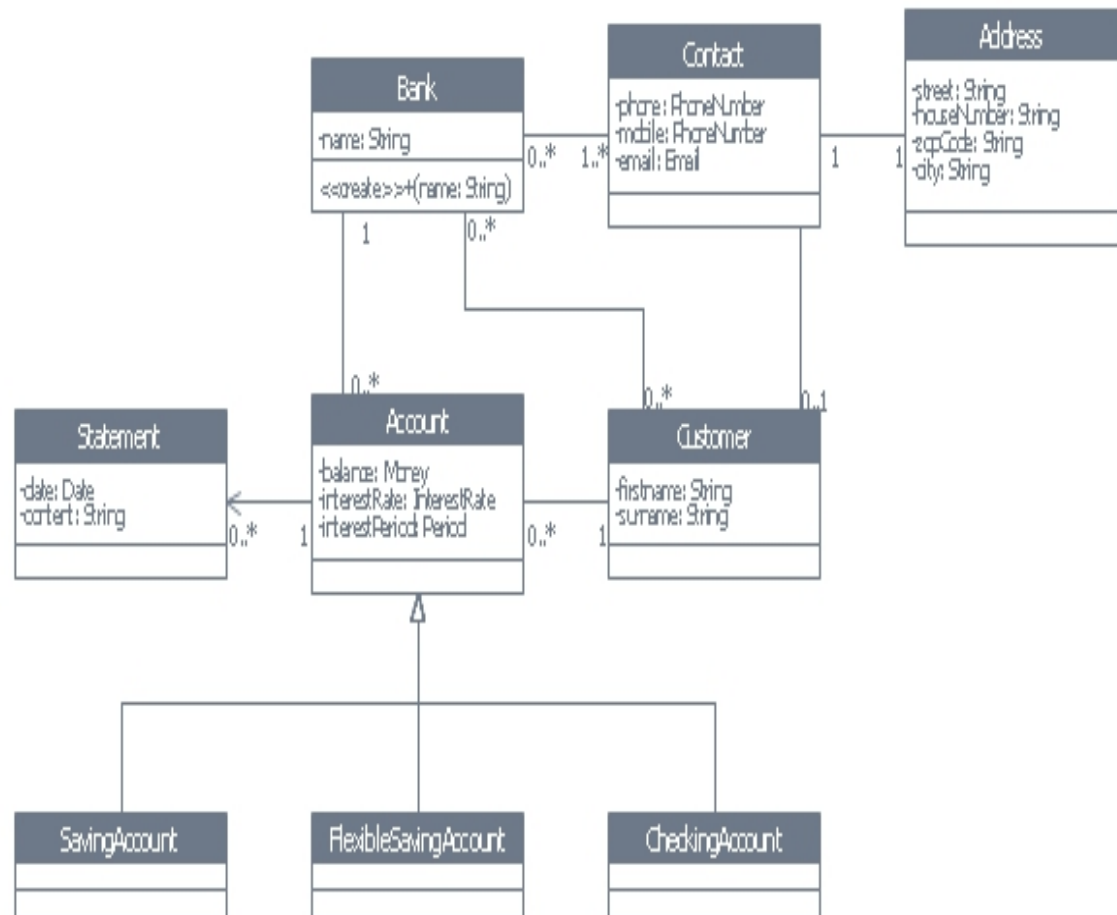 Bank
-name: String
<<create>>+(name: String)
Contact
-phone: PhoneNumber
-mobile: PhoneNumber
-email: Email
Address
-street: String
-houseNumber: String
-zopCode: String
-city: String
0..*
1..*
1
1
1
0..*
0..*
0..*
0..1
Statement
-date: Date
-content: String
0..*
1
Account
-balance: Money
-interestRate: InterestRate
-interestPeriod: Period
0..*
1
Customer
-firstname: String
-surname: String
SavingAccount
FlexibleSavingAccount
CheckingAccount